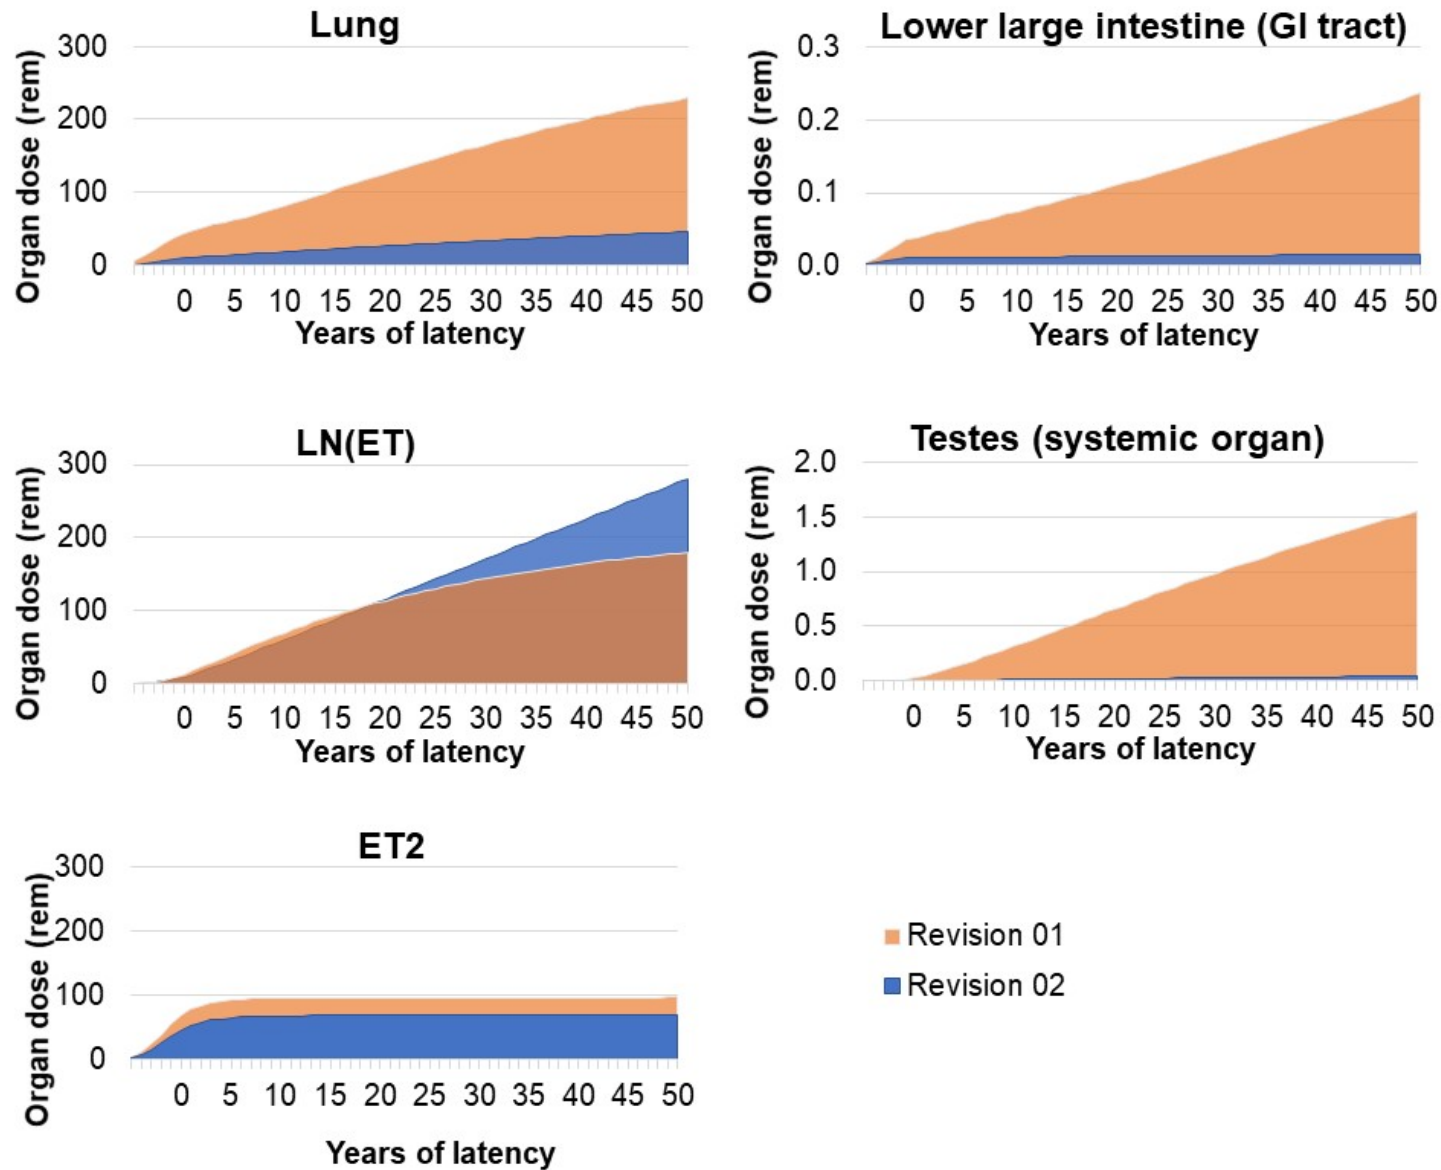 Lung
Organ dose (rem)
300
200
100
0
0 5 10 15 20 25 30 35 40 45 50
Years of latency
Lower large intestine (GI tract)
Organ dose (rem)
0.3
0.2
0.1
0.0
0 5 10 15 20 25 30 35 40 45 50
Years of latency
LN(ET)
Organ dose (rem)
300
200
100
0
0 5 10 15 20 25 30 35 40 45 50
Years of latency
Testes (systemic organ)
Organ dose (rem)
2.0
1.5
1.0
0.5
0.0
0 5 10 15 20 25 30 35 40 45 50
Years of latency
ET2
Organ dose (rem)
300
200
100
0
0 5 10 15 20 25 30 35 40 45 50
Years of latency
Revision 01
Revision 02